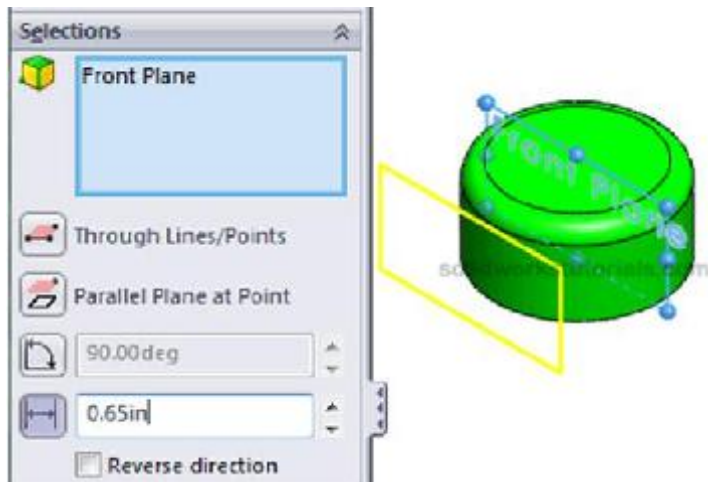 Selections
Front Plane
Through Lines/Points
Parallel Plane at Point
90.00deg
0.65in
Reverse direction
Front Plane
solidworkstutorials.com